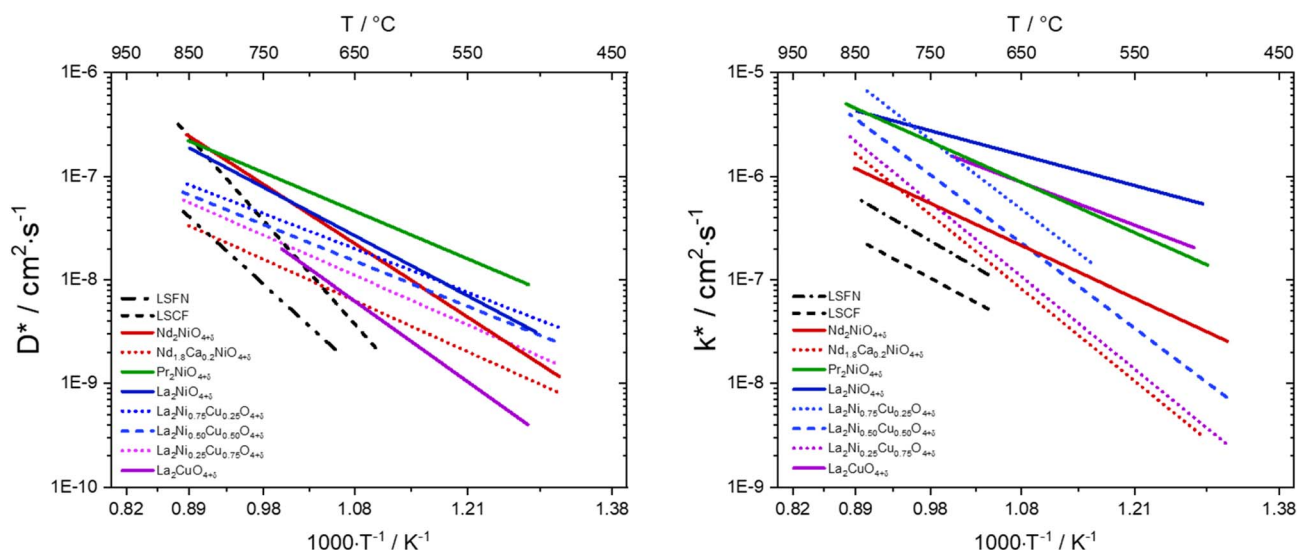 T / °C
950 850 750 650 550 450
1E-6
1E-7
1E-8
1E-9
1E-10
D* / cm²·s⁻¹
LSFN
LSCF
Nd₂NiO₄₊δ
Nd₁.₈Ca₀.₂NiO₄₊δ
Pr₂NiO₄₊δ
La₂NiO₄₊δ
La₂Ni₀.₇₅Cu₀.₂₅O₄₊δ
La₂Ni₀.₅₀Cu₀.₅₀O₄₊δ
La₂Ni₀.₂₅Cu₀.₇₅O₄₊δ
La₂CuO₄₊δ
0.82 0.89 0.98 1.08 1.21 1.38
1000·T⁻¹ / K⁻¹
T / °C
950 850 750 650 550 450
1E-5
1E-6
1E-7
1E-8
1E-9
k* / cm²·s⁻¹
LSFN
LSCF
Nd₂NiO₄₊δ
Nd₁.₈Ca₀.₂NiO₄₊δ
Pr₂NiO₄₊δ
La₂NiO₄₊δ
La₂Ni₀.₇₅Cu₀.₂₅O₄₊δ
La₂Ni₀.₅₀Cu₀.₅₀O₄₊δ
La₂Ni₀.₂₅Cu₀.₇₅O₄₊δ
La₂CuO₄₊δ
0.82 0.89 0.98 1.08 1.21 1.38
1000·T⁻¹ / K⁻¹